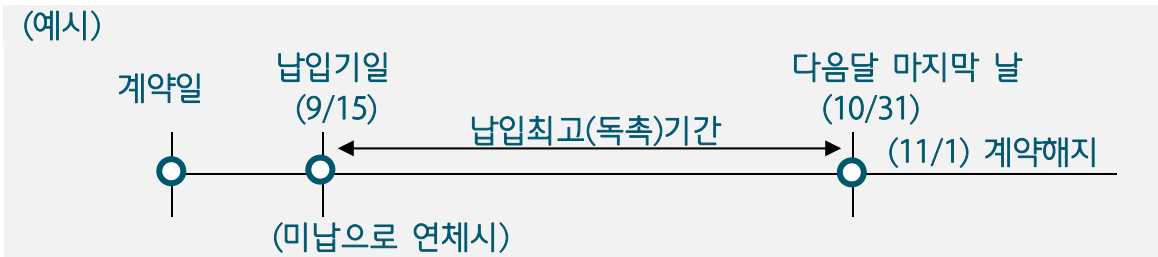 (예시)
계약일
납입기일
(9/15)
납입최고(독촉)기간
다음달 마지막 날
(10/31)
(11/1) 계약해지
(미납으로 연체시)